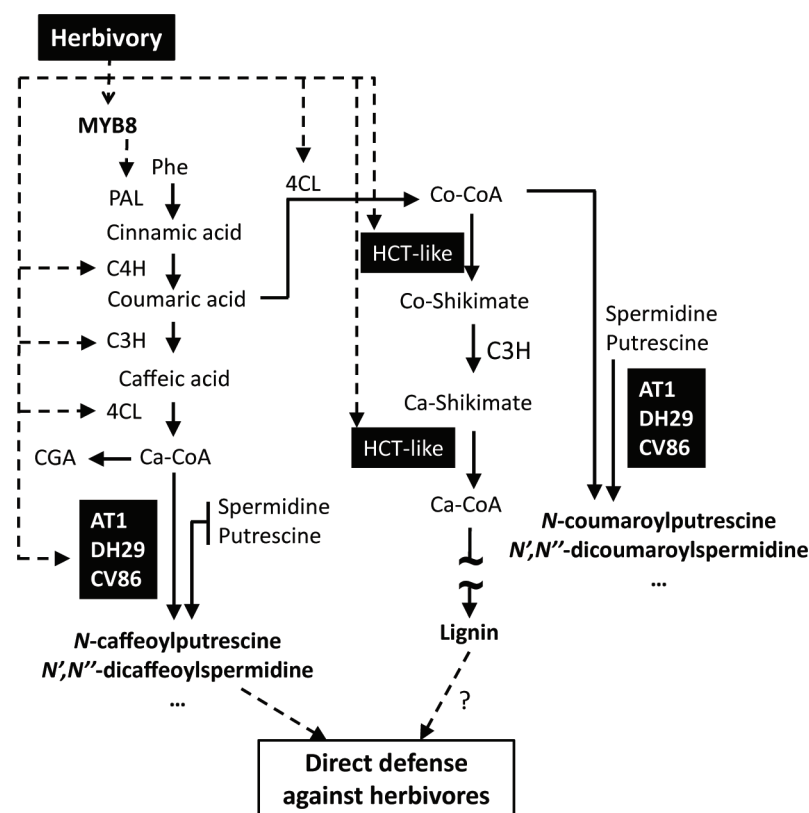 Herbivory
MYB8
Phe
PAL
4CL
Co-CoA
Cinnamic acid
HCT-like
C4H
Coumaric acid
Co-Shikimate
Spermidine
Putrescine
C3H
C3H
Caffeic acid
Ca-Shikimate
AT1
DH29
CV86
4CL
HCT-like
CGA
Ca-CoA
Ca-CoA
Spermidine
Putrescine
AT1
DH29
CV86
N-coumaroylputrescine
N',N''-dicoumaroylspermidine
...
Lignin
N-caffeoylputrescine
N',N''-dicaffeoylspermidine
...
?
Direct defense
against herbivores